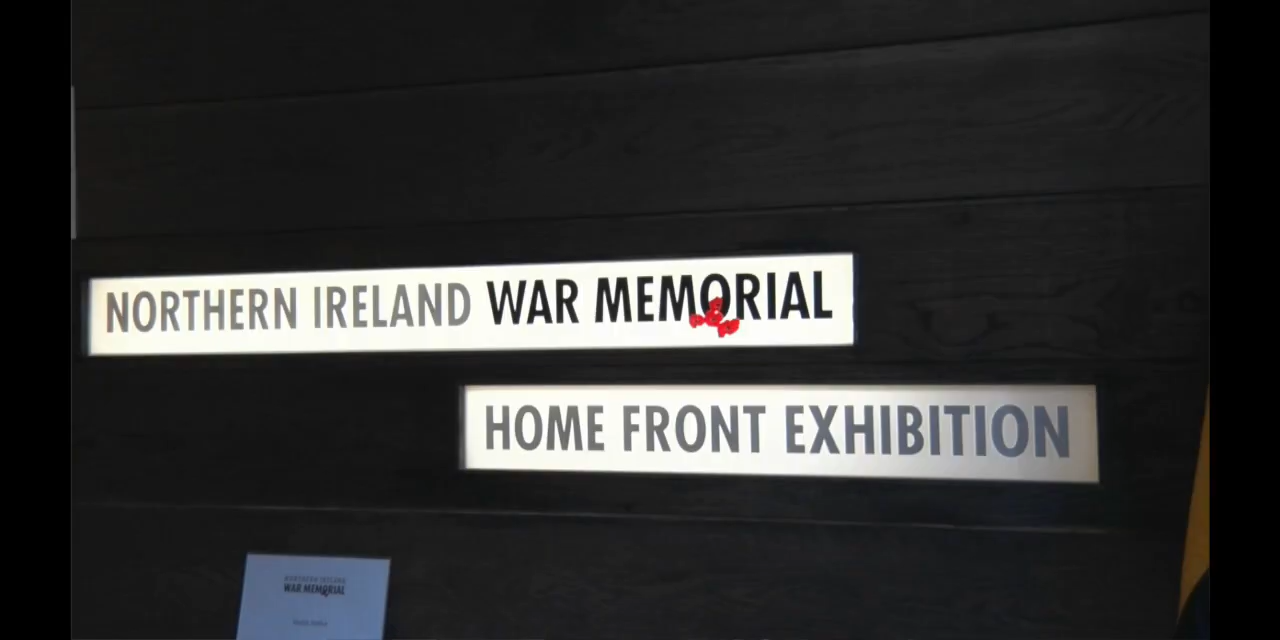 NORTHERN IRELAND WAR MEMORIAL
HOME FRONT EXHIBITION
NORTHERN IRELAND
WAR MEMORIAL